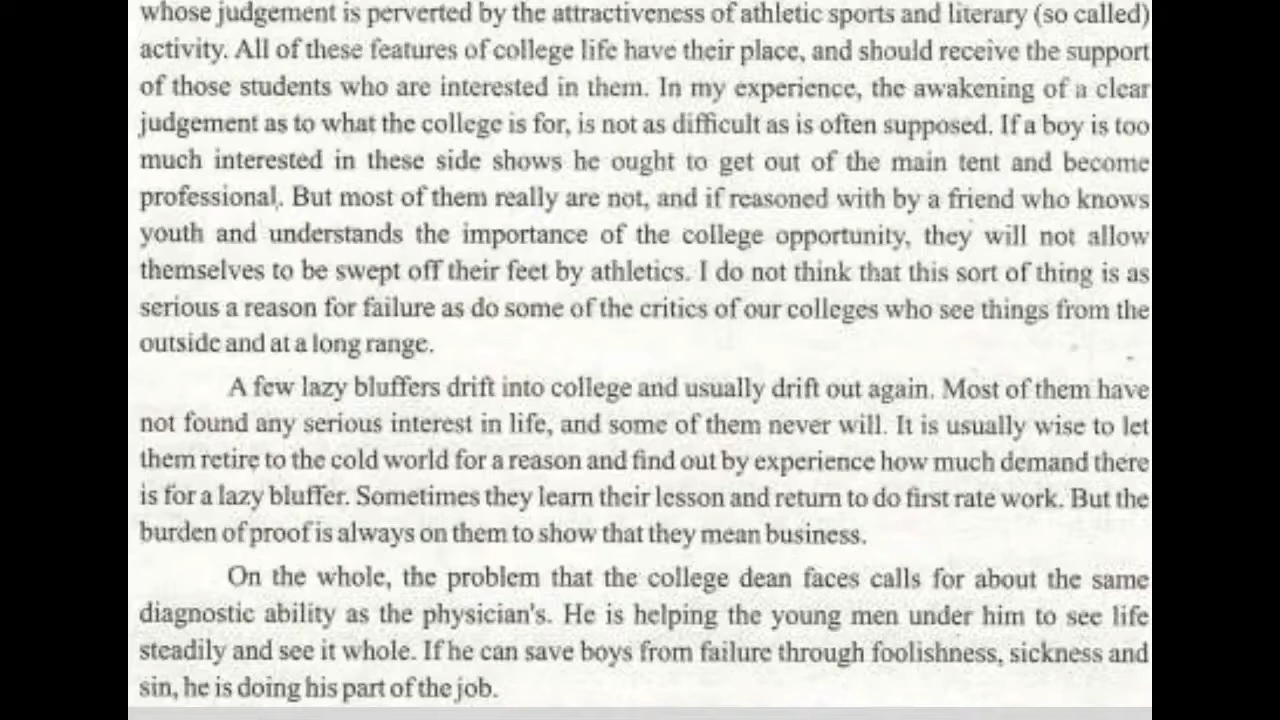 whose judgement is perverted by the attractiveness of athletic sports and literary (so called)
activity. All of these features of college life have their place, and should receive the support
of those students who are interested in them. In my experience, the awakening of a clear
judgement as to what the college is for, is not as difficult as is often supposed. If a boy is too
much interested in these side shows he ought to get out of the main tent and become
professional. But most of them really are not, and if reasoned with by a friend who knows
youth and understands the importance of the college opportunity, they will not allow
themselves to be swept off their feet by athletics. I do not think that this sort of thing is as
serious a reason for failure as do some of the critics of our colleges who see things from the
outside and at a long range.
A few lazy bluffers drift into college and usually drift out again. Most of them have
not found any serious interest in life, and some of them never will. It is usually wise to let
them retire to the cold world for a reason and find out by experience how much demand there
is for a lazy bluffer. Sometimes they learn their lesson and return to do first rate work. But the
burden of proof is always on them to show that they mean business.
On the whole, the problem that the college dean faces calls for about the same
diagnostic ability as the physician's. He is helping the young men under him to see life
steadily and see it whole. If he can save boys from failure through foolishness, sickness and
sin, he is doing his part of the job.